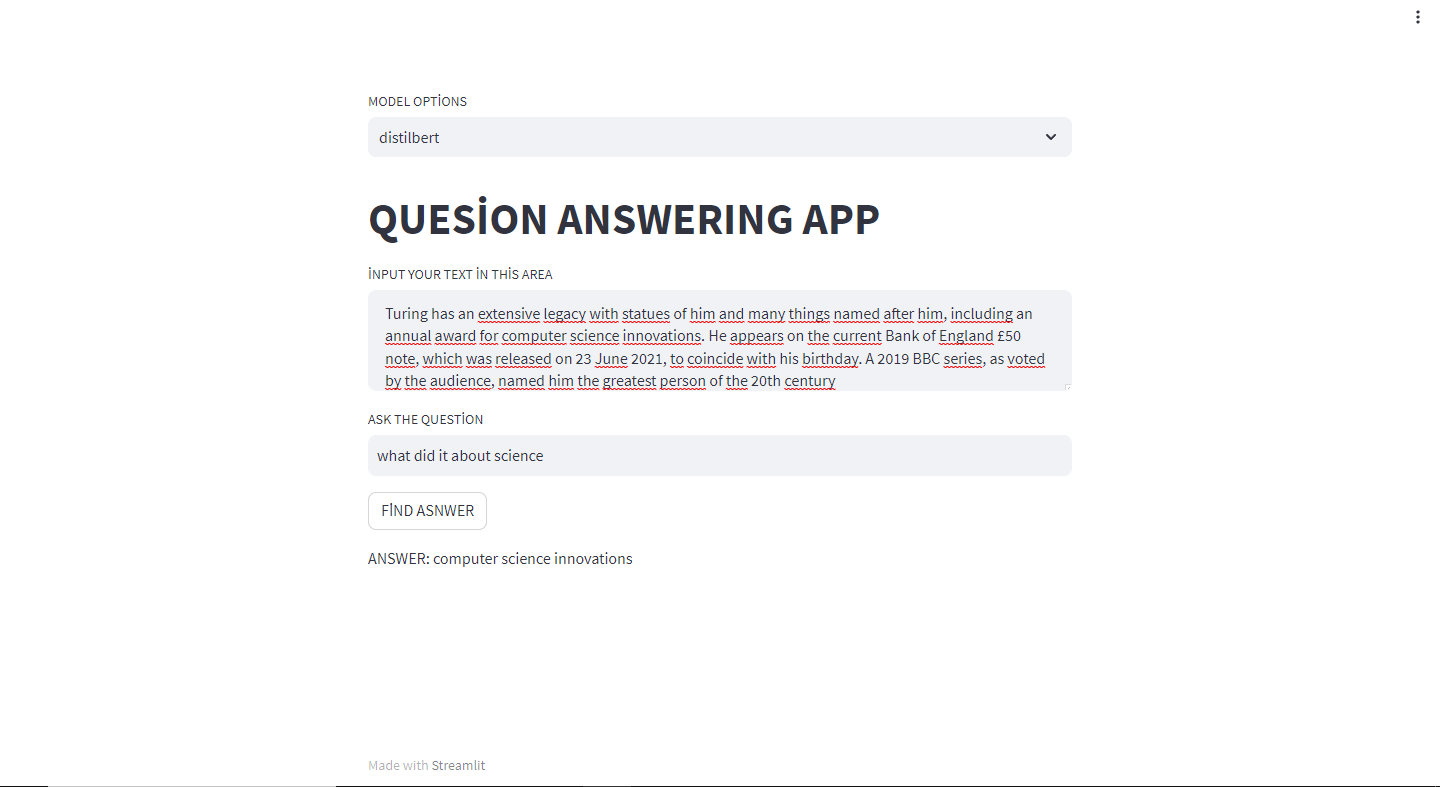 MODEL OPTİONS
distilbert
QUESİON ANSWERING APP
İNPUT YOUR TEXT İN THİS AREA
Turing has an extensive legacy with statues of him and many things named after him, including an
annual award for computer science innovations. He appears on the current Bank of England £50
note, which was released on 23 June 2021, to coincide with his birthday. A 2019 BBC series, as voted
by the audience, named him the greatest person of the 20th century
ASK THE QUESTİON
what did it about science
FİND ASNWER
ANSWER: computer science innovations
Made with Streamlit